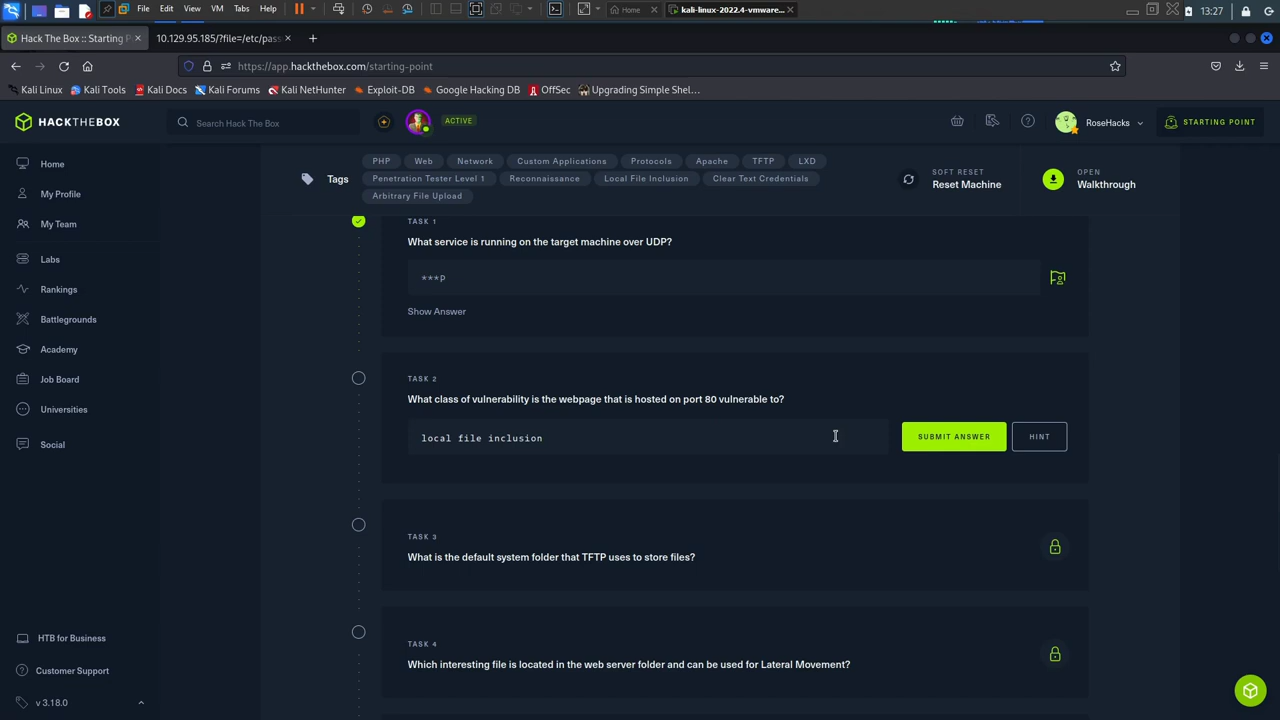 File Edit View VM Tabs Help Home kali-linux-2022.4-vmware... 13:27
Hack The Box :: Starting P 10.129.95.185/?file=/etc/pass
https://app.hackthebox.com/starting-point
Kali Linux Kali Tools Kali Docs Kali Forums Kali NetHunter Exploit-DB Google Hacking DB OffSec Upgrading Simple Shel...
HACKTHEBOX Search Hack The Box ACTIVE RoseHacks STARTING POINT
Home
My Profile
My Team
Labs
Rankings
Battlegrounds
Academy
Job Board
Universities
Social
HTB for Business
Customer Support
v 3.18.0
Tags
PHP Web Network Custom Applications Protocols Apache TFTP LXD
Penetration Tester Level 1 Reconnaissance Local File Inclusion Clear Text Credentials
Arbitrary File Upload
SOFT RESET
Reset Machine
OPEN
Walkthrough
TASK 1
What service is running on the target machine over UDP?
***p
Show Answer
TASK 2
What class of vulnerability is the webpage that is hosted on port 80 vulnerable to?
local file inclusion SUBMIT ANSWER HINT
TASK 3
What is the default system folder that TFTP uses to store files?
TASK 4
Which interesting file is located in the web server folder and can be used for Lateral Movement?